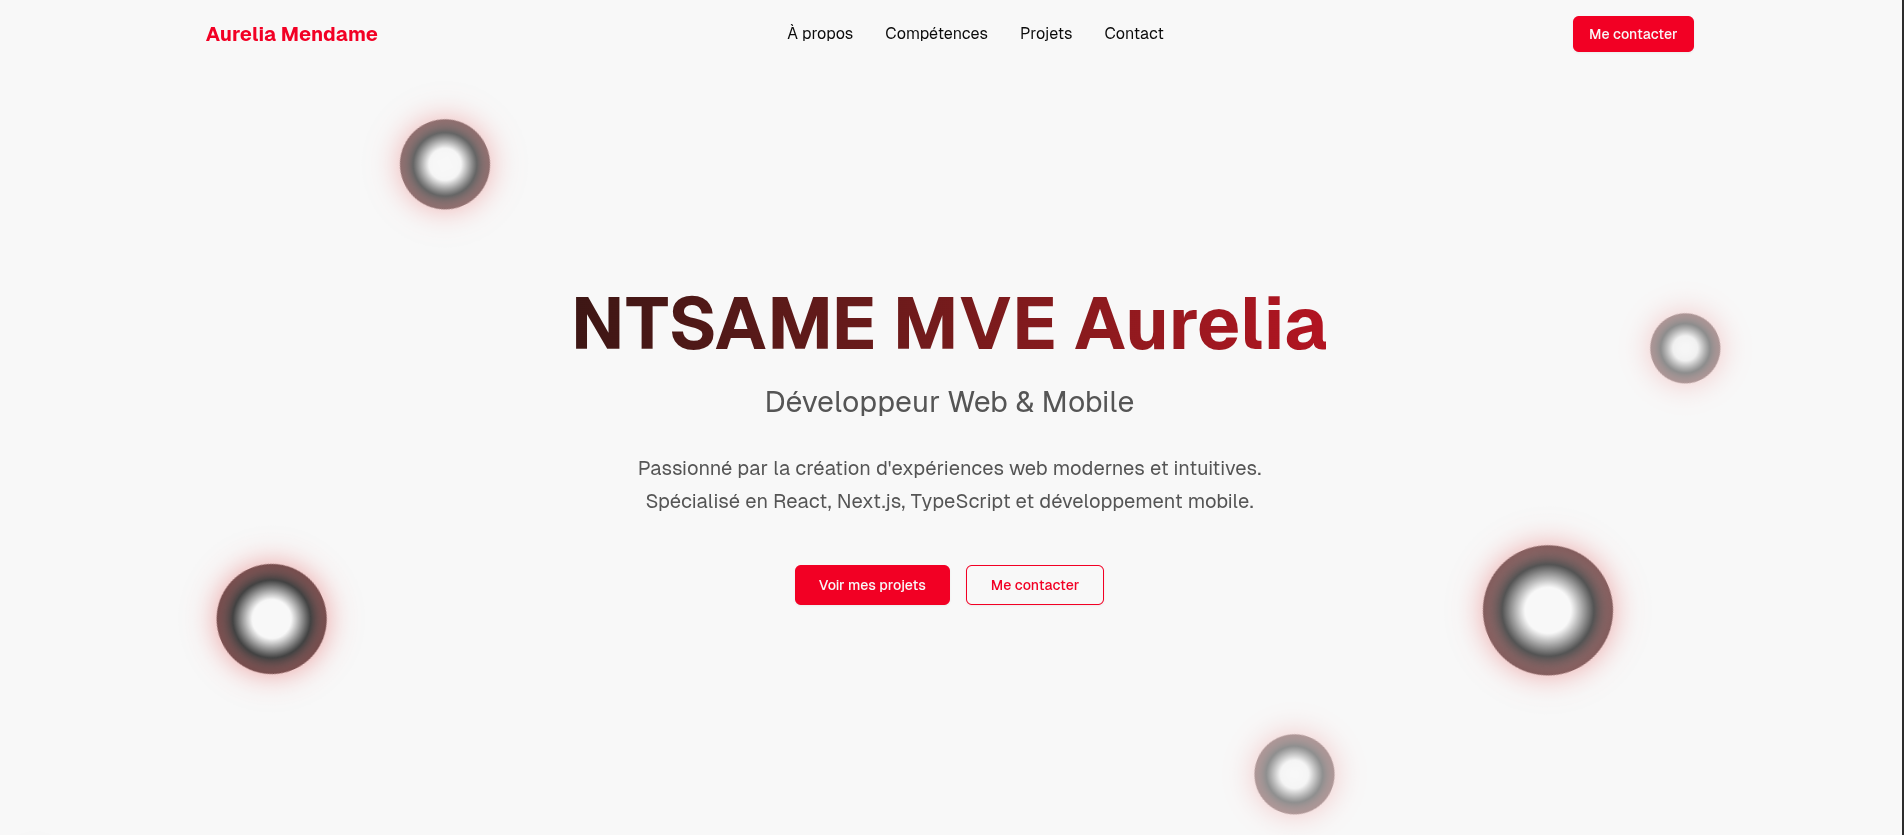 Aurelia Mendame
À propos
Compétences
Projets
Contact
Me contacter
NTSAME MVE Aurelia
Développeur Web & Mobile
Passionné par la création d'expériences web modernes et intuitives.
Spécialisé en React, Next.js, TypeScript et développement mobile.
Voir mes projets
Me contacter